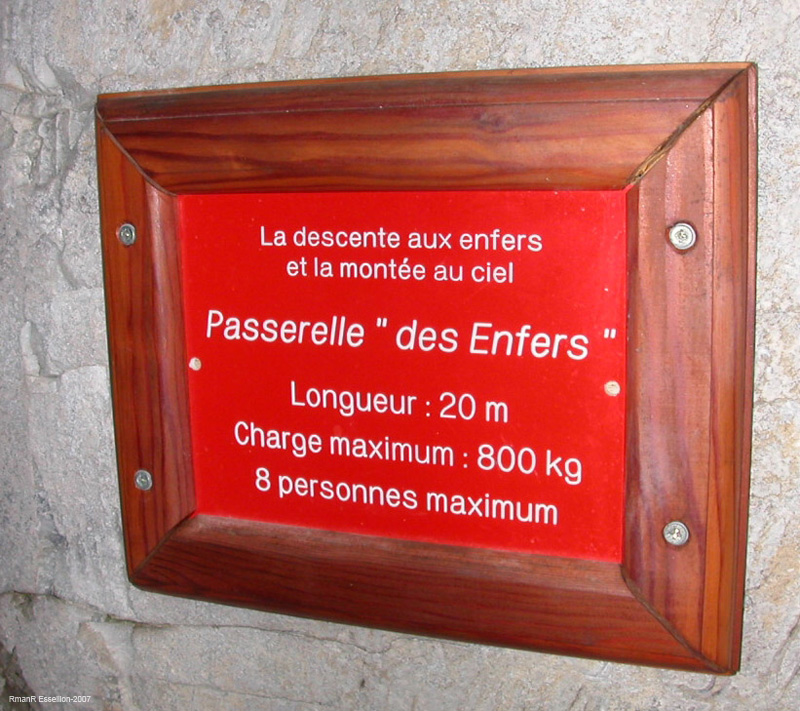 La descente aux enfers
et la montée au ciel
Passerelle " des Enfers "
Longueur : 20 m
Charge maximum : 800 kg
8 personnes maximum
RmanR Esseillon-2007